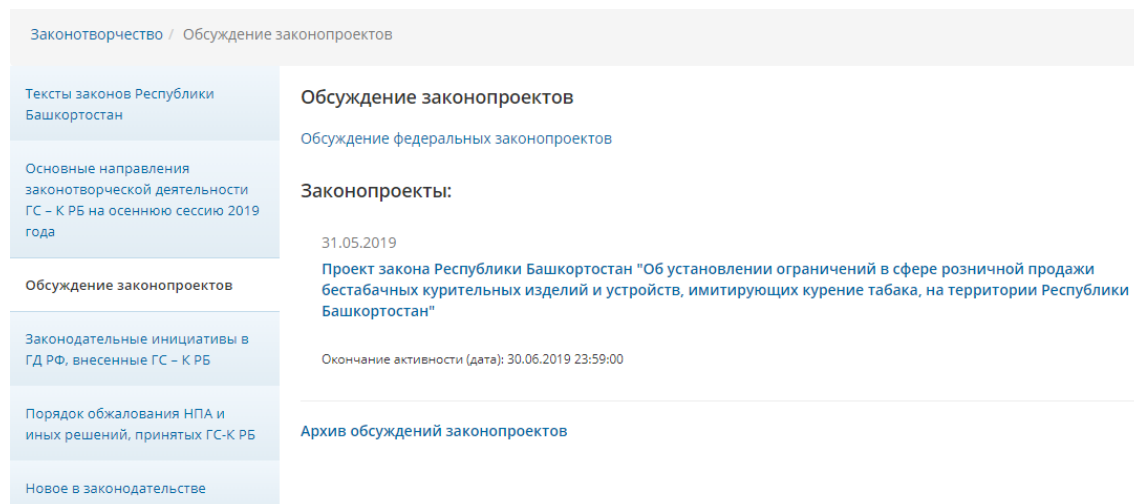 Законотворчество / Обсуждение законопроектов
Тексты законов Республики
Башкортостан
Основные направления
законотворческой деятельности
ГС – К РБ на осеннюю сессию 2019
года
Обсуждение законопроектов
Законодательные инициативы в
ГД РФ, внесенные ГС – К РБ
Порядок обжалования НПА и
иных решений, принятых ГС-К РБ
Новое в законодательстве
Обсуждение законопроектов
Обсуждение федеральных законопроектов
Законопроекты:
31.05.2019
Проект закона Республики Башкортостан "Об установлении ограничений в сфере розничной продажи
бестабачных курительных изделий и устройств, имитирующих курение табака, на территории Республики
Башкортостан"
Окончание активности (дата): 30.06.2019 23:59:00
Архив обсуждений законопроектов